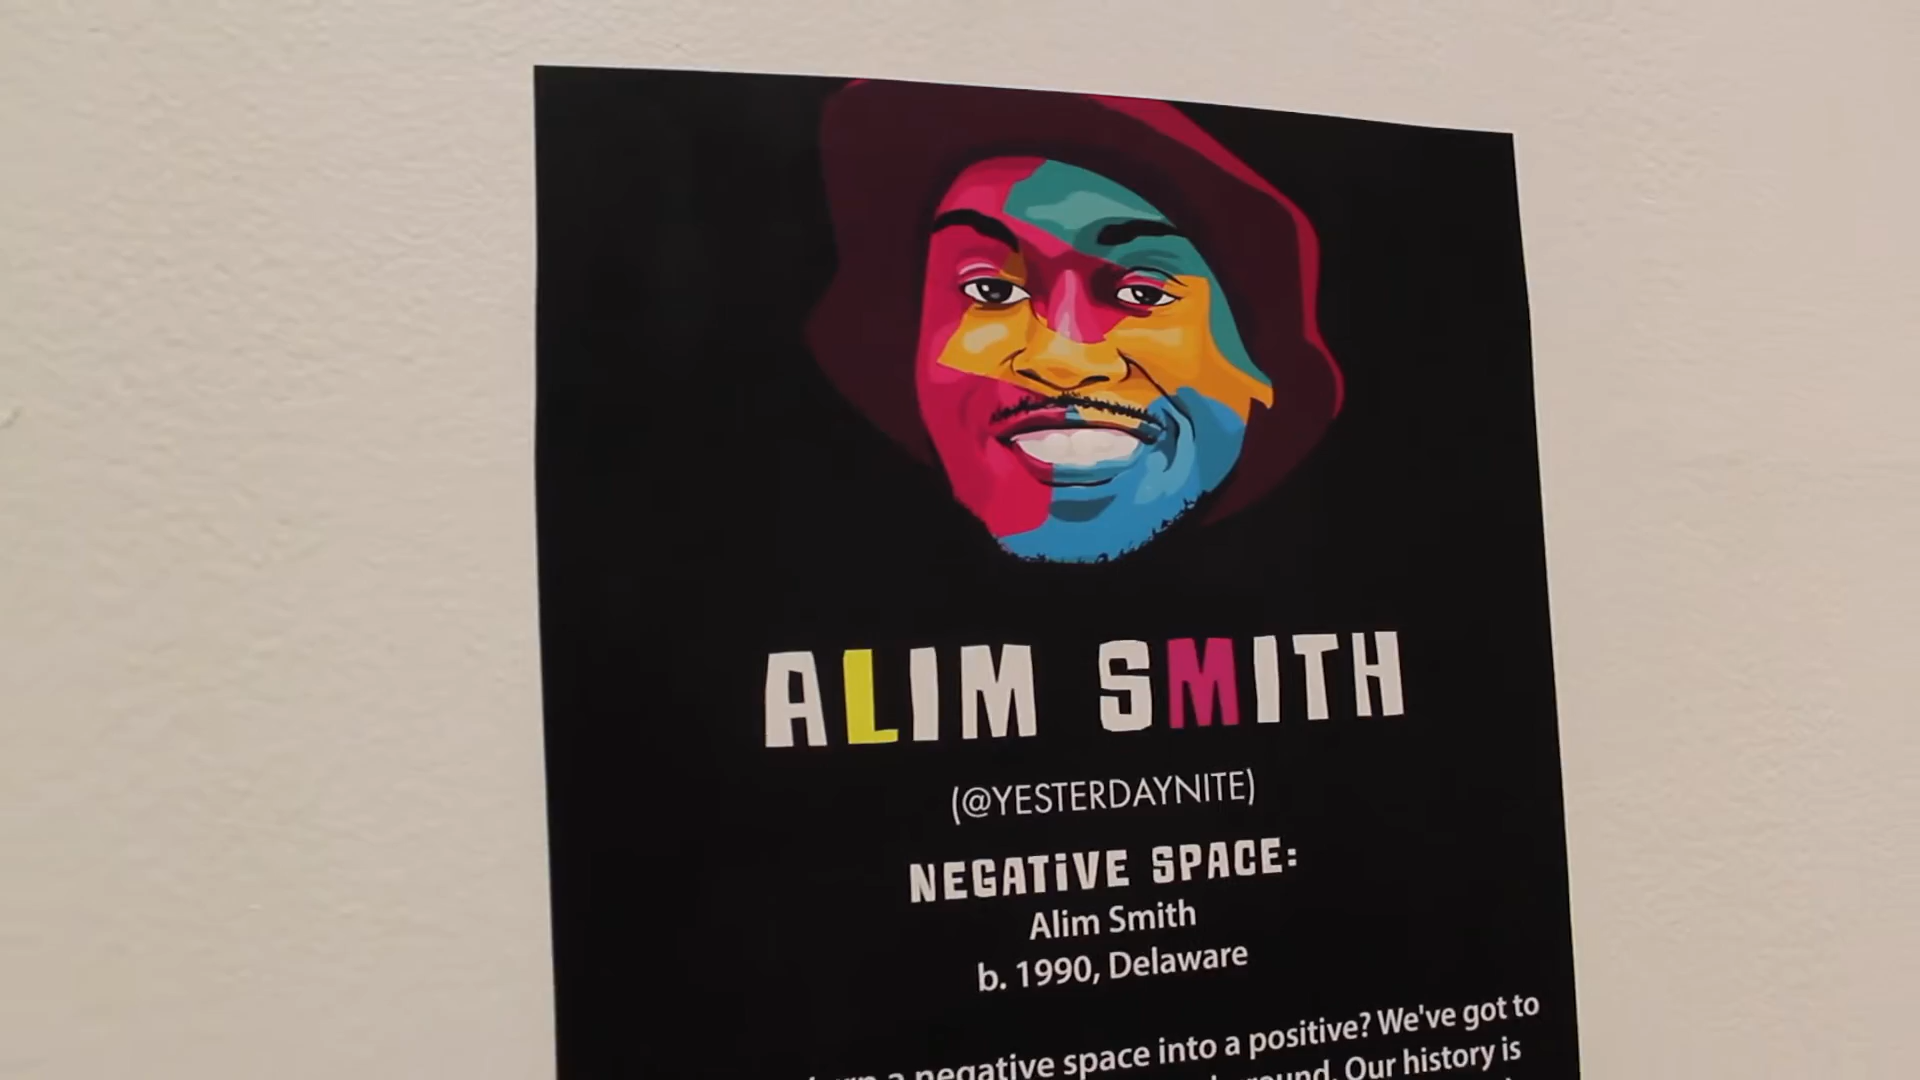 ALIM SMITH
(@YESTERDAYNITE)
NEGATiVE SPACE:
Alim Smith
b. 1990, Delaware
a negative space into a positive? We've got to
Our history is